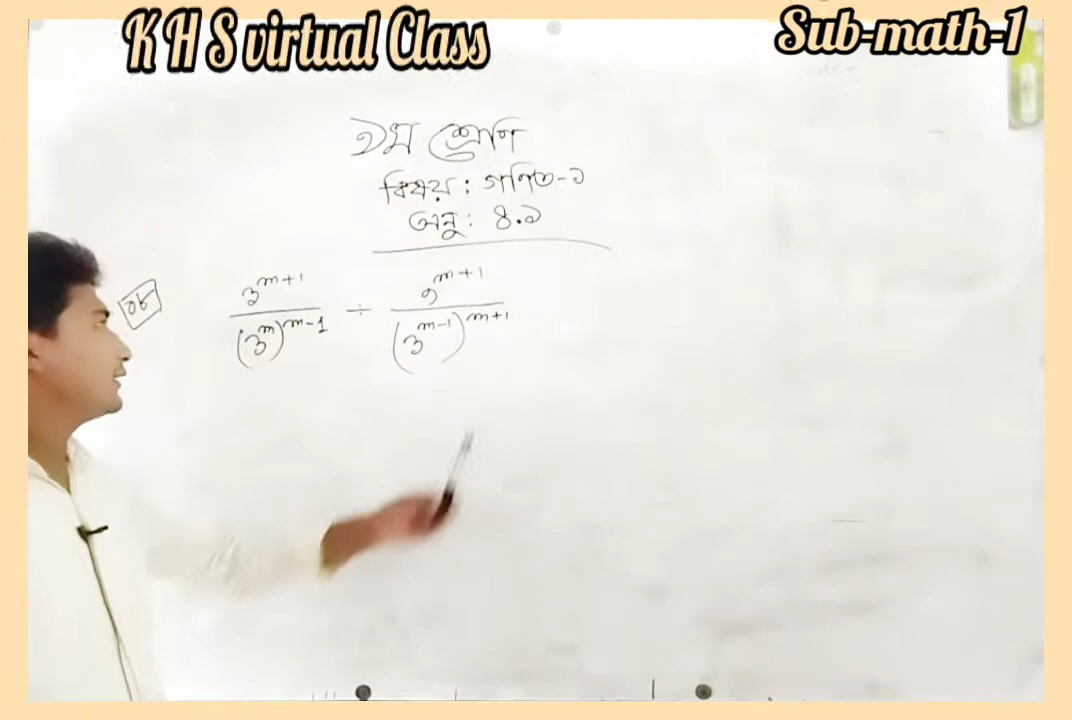 K H S virtual Class
Sub-math-1
৯ম শ্রেণি
বিষয় : গণিত-১
অনু : ৪.১
০৮ 3^{m+1}/(3^m)^{m-1} ÷ 9^{m+1}/(3^{m-1})^{m+1}